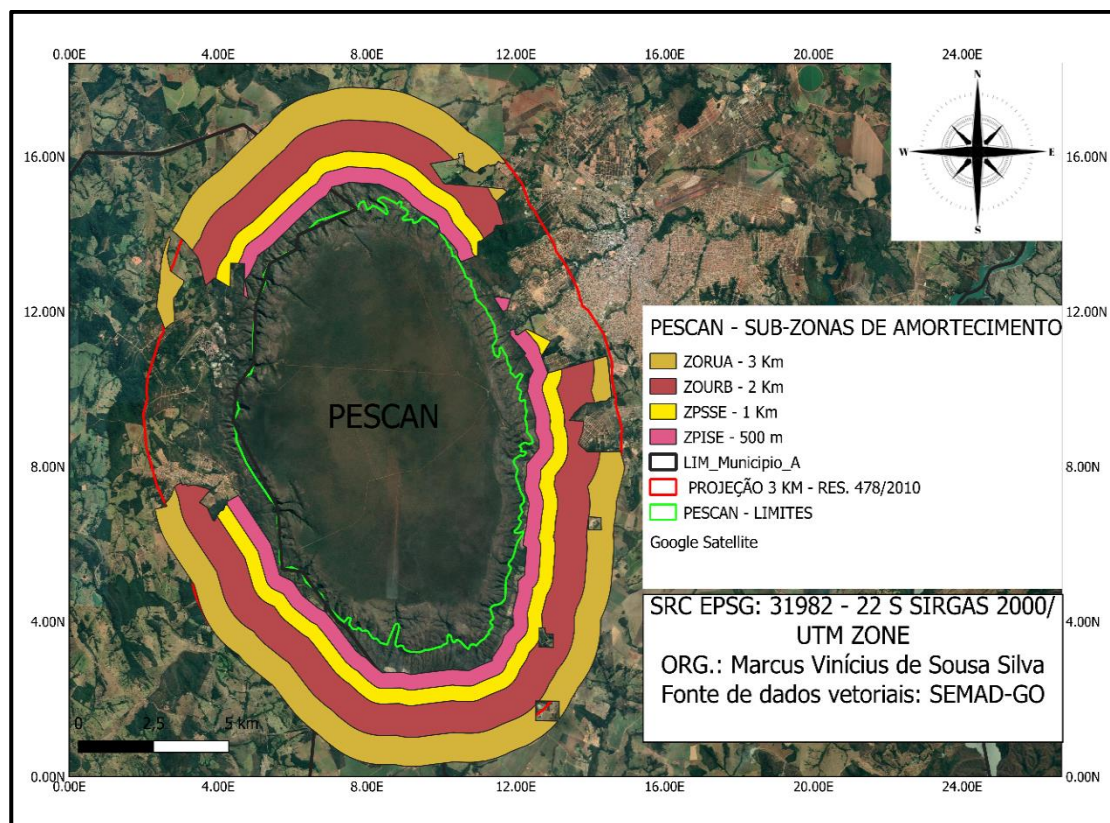 0.00E 4.00E 8.00E 12.00E 16.00E 20.00E 24.00E
N
W E
S
16.00N 16.00N
12.00N 12.00N
8.00N 8.00N
4.00N 4.00N
0.00N 0.00N
PESCAN
PESCAN - SUB-ZONAS DE AMORTECIMENTO
ZORUA - 3 Km
ZOURB - 2 Km
ZPSSE - 1 Km
ZPISE - 500 m
LIM_Municipio_A
PROJEÇÃO 3 KM - RES. 478/2010
PESCAN - LIMITES
Google Satellite
SRC EPSG: 31982 - 22 S SIRGAS 2000/
UTM ZONE
ORG.: Marcus Vinícius de Sousa Silva
Fonte de dados vetoriais: SEMAD-GO
0 2.5 5 km
0.00E 4.00E 8.00E 12.00E 16.00E 20.00E 24.00E